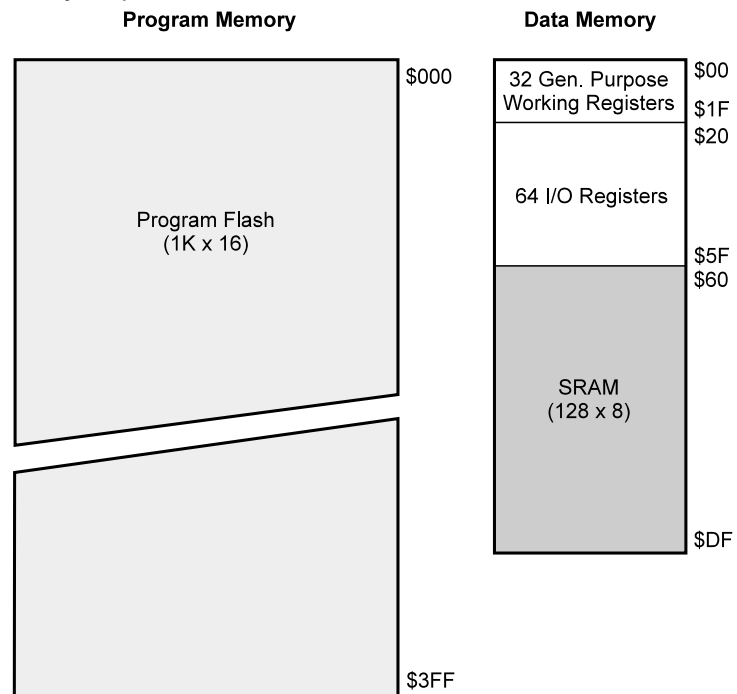 Program Memory
$000
Program Flash
(1K x 16)
$3FF
Data Memory
32 Gen. Purpose
Working Registers
$00
$1F
$20
64 I/O Registers
$5F
$60
SRAM
(128 x 8)
$DF